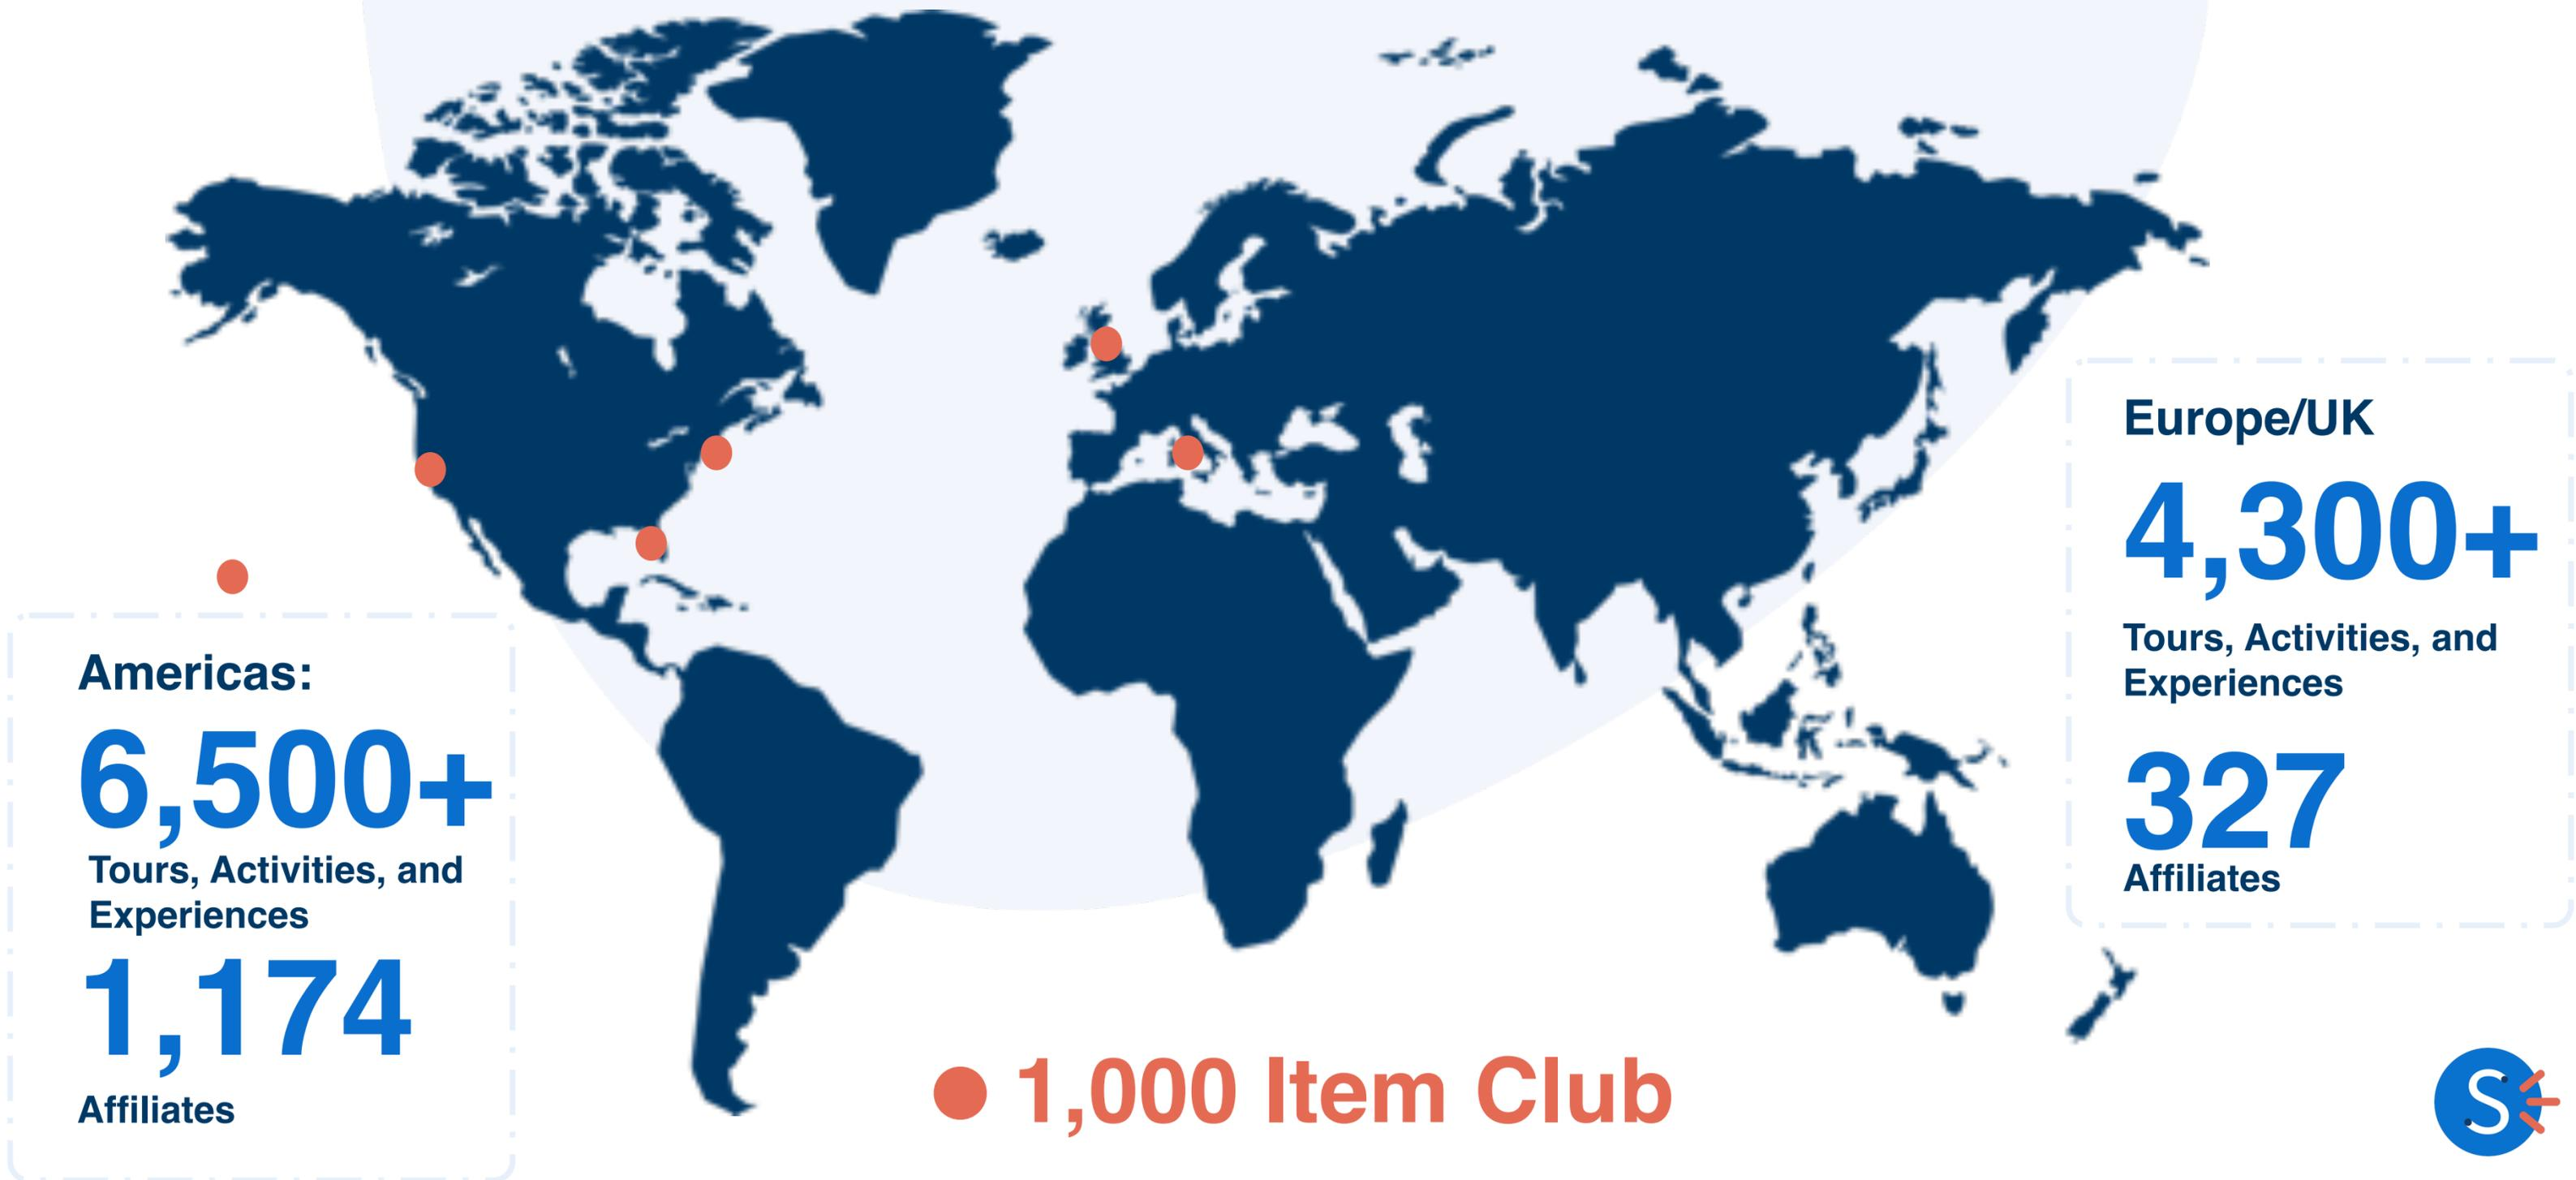 Americas:
6,500+
Tours, Activities, and
Experiences
1,174
Affiliates
Europe/UK
4,300+
Tours, Activities, and
Experiences
327
Affiliates
1,000 Item Club
S